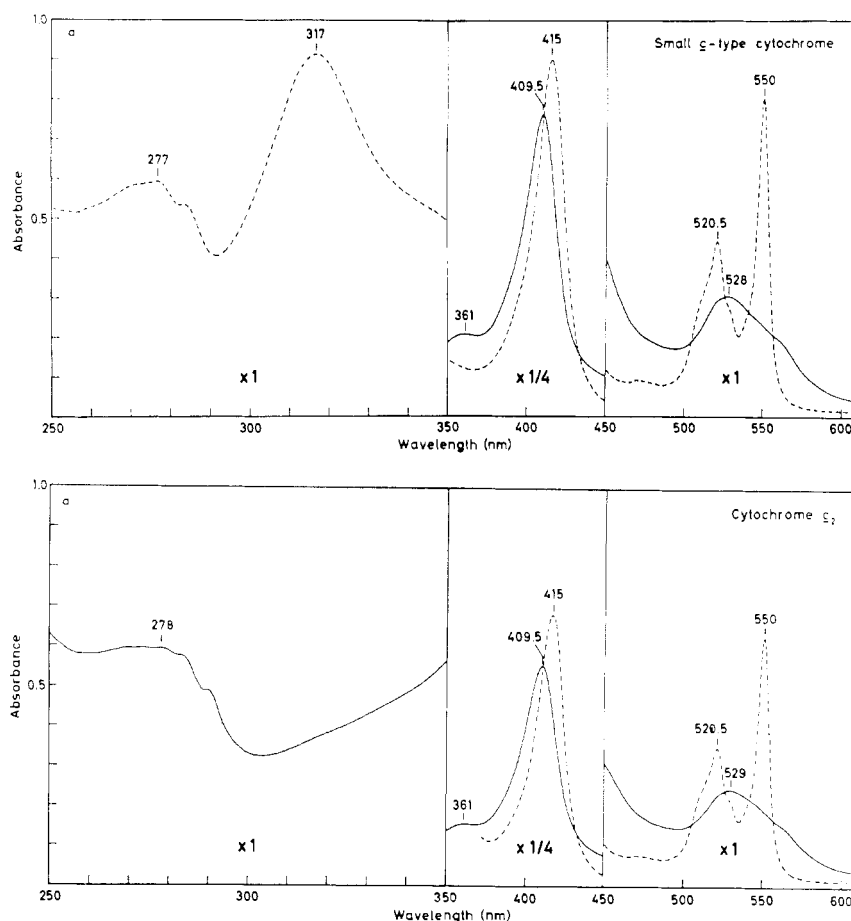 a
Small c-type cytochrome
317
277
361
409.5
415
520.5
528
550
Absorbance
1.0
0.5
x1
x1/4
x1
250
300
350
400
450
500
550
600
Wavelength (nm)
a
Cytochrome c₂
278
361
409.5
415
520.5
529
550
Absorbance
1.0
0.5
x1
x1/4
x1
250
300
350
400
450
500
550
600
Wavelength (nm)